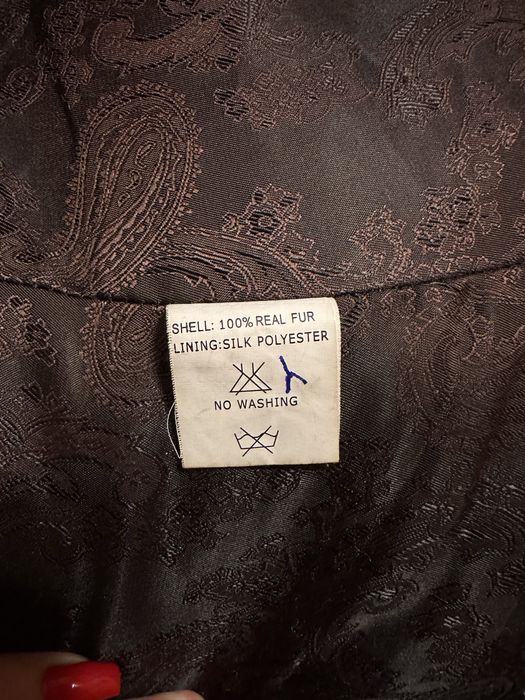 SHELL: 100% REAL FUR
LINING:SILK POLYESTER
NO WASHING